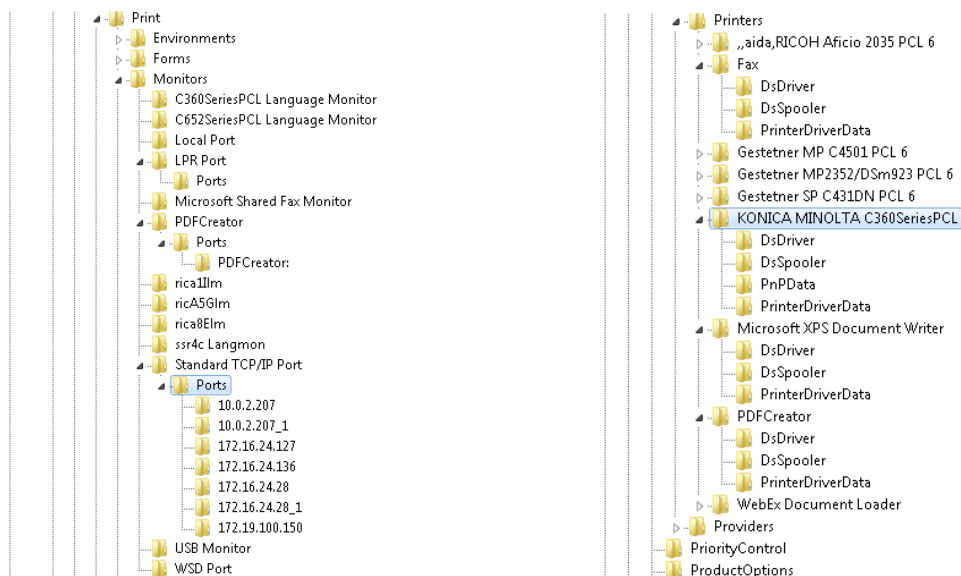 Print
Environments
Forms
Monitors
C360SeriesPCL Language Monitor
C652SeriesPCL Language Monitor
Local Port
LPR Port
Ports
Microsoft Shared Fax Monitor
PDFCreator
Ports
PDFCreator:
rica1Ilm
ricA5Glm
rica8Elm
ssr4c Langmon
Standard TCP/IP Port
Ports
10.0.2.207
10.0.2.207_1
172.16.24.127
172.16.24.136
172.16.24.28
172.16.24.28_1
172.19.100.150
USB Monitor
WSD Port
Printers
,,aida,RICOH Aficio 2035 PCL 6
Fax
DsDriver
DsSpooler
PrinterDriverData
Gestetner MP C4501 PCL 6
Gestetner MP2352/DSm923 PCL 6
Gestetner SP C431DN PCL 6
KONICA MINOLTA C360SeriesPCL
DsDriver
DsSpooler
PnPData
PrinterDriverData
Microsoft XPS Document Writer
DsDriver
DsSpooler
PrinterDriverData
PDFCreator
DsDriver
DsSpooler
PrinterDriverData
WebEx Document Loader
Providers
PriorityControl
ProductOptions